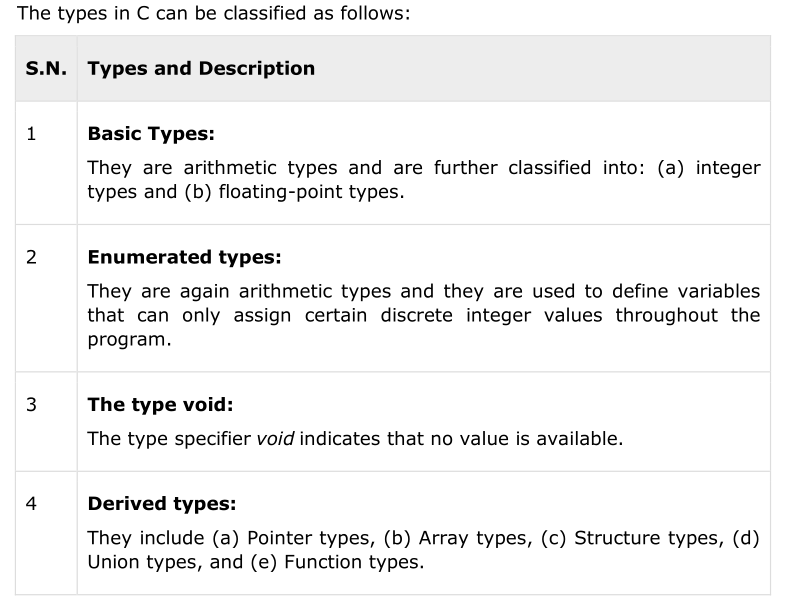 The types in C can be classified as follows:
S.N. Types and Description
1 Basic Types:
They are arithmetic types and are further classified into: (a) integer
types and (b) floating-point types.
2 Enumerated types:
They are again arithmetic types and they are used to define variables
that can only assign certain discrete integer values throughout the
program.
3 The type void:
The type specifier void indicates that no value is available.
4 Derived types:
They include (a) Pointer types, (b) Array types, (c) Structure types, (d)
Union types, and (e) Function types.